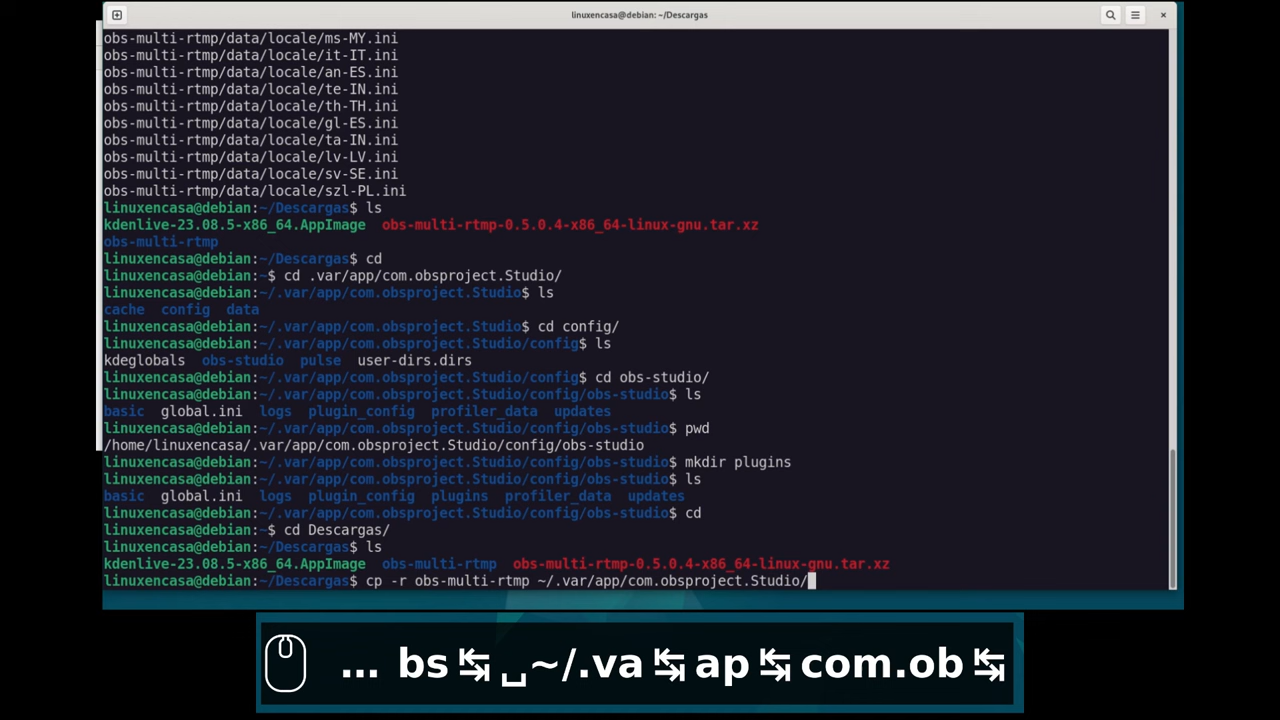 linuxencasa@debian: ~/Descargas
obs-multi-rtmp/data/locale/ms-MY.ini
obs-multi-rtmp/data/locale/it-IT.ini
obs-multi-rtmp/data/locale/an-ES.ini
obs-multi-rtmp/data/locale/te-IN.ini
obs-multi-rtmp/data/locale/th-TH.ini
obs-multi-rtmp/data/locale/gl-ES.ini
obs-multi-rtmp/data/locale/ta-IN.ini
obs-multi-rtmp/data/locale/lv-LV.ini
obs-multi-rtmp/data/locale/sv-SE.ini
obs-multi-rtmp/data/locale/szl-PL.ini
linuxencasa@debian:~/Descargas$ ls
kdenlive-23.08.5-x86_64.AppImage  obs-multi-rtmp-0.5.0.4-x86_64-linux-gnu.tar.xz
obs-multi-rtmp
linuxencasa@debian:~/Descargas$ cd
linuxencasa@debian:~$ cd .var/app/com.obsproject.Studio/
linuxencasa@debian:~/.var/app/com.obsproject.Studio$ ls
cache  config  data
linuxencasa@debian:~/.var/app/com.obsproject.Studio$ cd config/
linuxencasa@debian:~/.var/app/com.obsproject.Studio/config$ ls
kdeglobals  obs-studio  pulse  user-dirs.dirs
linuxencasa@debian:~/.var/app/com.obsproject.Studio/config$ cd obs-studio/
linuxencasa@debian:~/.var/app/com.obsproject.Studio/config/obs-studio$ ls
basic  global.ini  logs  plugin_config  profiler_data  updates
linuxencasa@debian:~/.var/app/com.obsproject.Studio/config/obs-studio$ pwd
/home/linuxencasa/.var/app/com.obsproject.Studio/config/obs-studio
linuxencasa@debian:~/.var/app/com.obsproject.Studio/config/obs-studio$ mkdir plugins
linuxencasa@debian:~/.var/app/com.obsproject.Studio/config/obs-studio$ ls
basic  global.ini  logs  plugin_config  plugins  profiler_data  updates
linuxencasa@debian:~/.var/app/com.obsproject.Studio/config/obs-studio$ cd
linuxencasa@debian:~$ cd Descargas/
linuxencasa@debian:~/Descargas$ ls
kdenlive-23.08.5-x86_64.AppImage  obs-multi-rtmp  obs-multi-rtmp-0.5.0.4-x86_64-linux-gnu.tar.xz
linuxencasa@debian:~/Descargas$ cp -r obs-multi-rtmp ~/.var/app/com.obsproject.Studio/
... bs↹␣~/.va↹ap↹com.ob↹